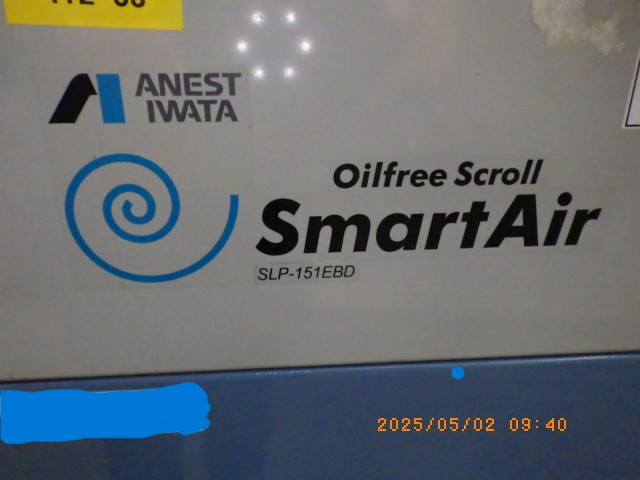 ANEST
IWATA
Oilfree Scroll
SmartAir
SLP-151EBD
2025/05/02 09:40